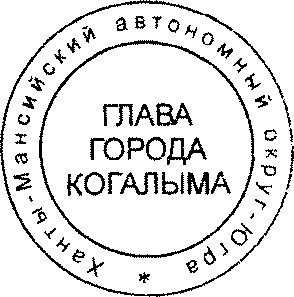 Ханты-Мансийский автономный округ-Югра *
ГЛАВА
ГОРОДА
КОГАЛЫМА